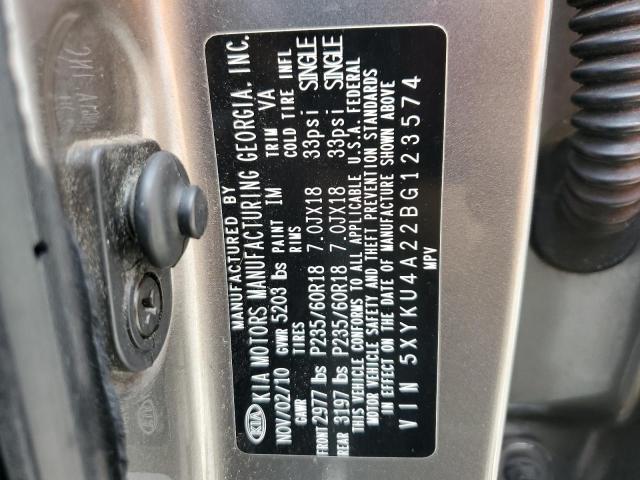 MANUFACTURED BY
KIA KIA MOTORS MANUFACTURING GEORGIA. INC.
NOV/02/10 GVWR 5203 lbs PAINT IM TRIM VA
GAWR TIRES RIMS COLD TIRE INFL
FRONT 2977 lbs P235/60R18 7.0JX18 33psi SINGLE
REAR 3197 lbs P235/60R18 7.0JX18 33psi SINGLE
THIS VEHICLE CONFORMS TO ALL APPLICABLE U.S.A. FEDERAL
MOTOR VEHICLE SAFETY AND THEFT PREVENTION STANDARDS
IN EFFECT ON THE DATE OF MANUFACTURE SHOWN ABOVE
VIN 5XYKU4A22BG123574
MPV